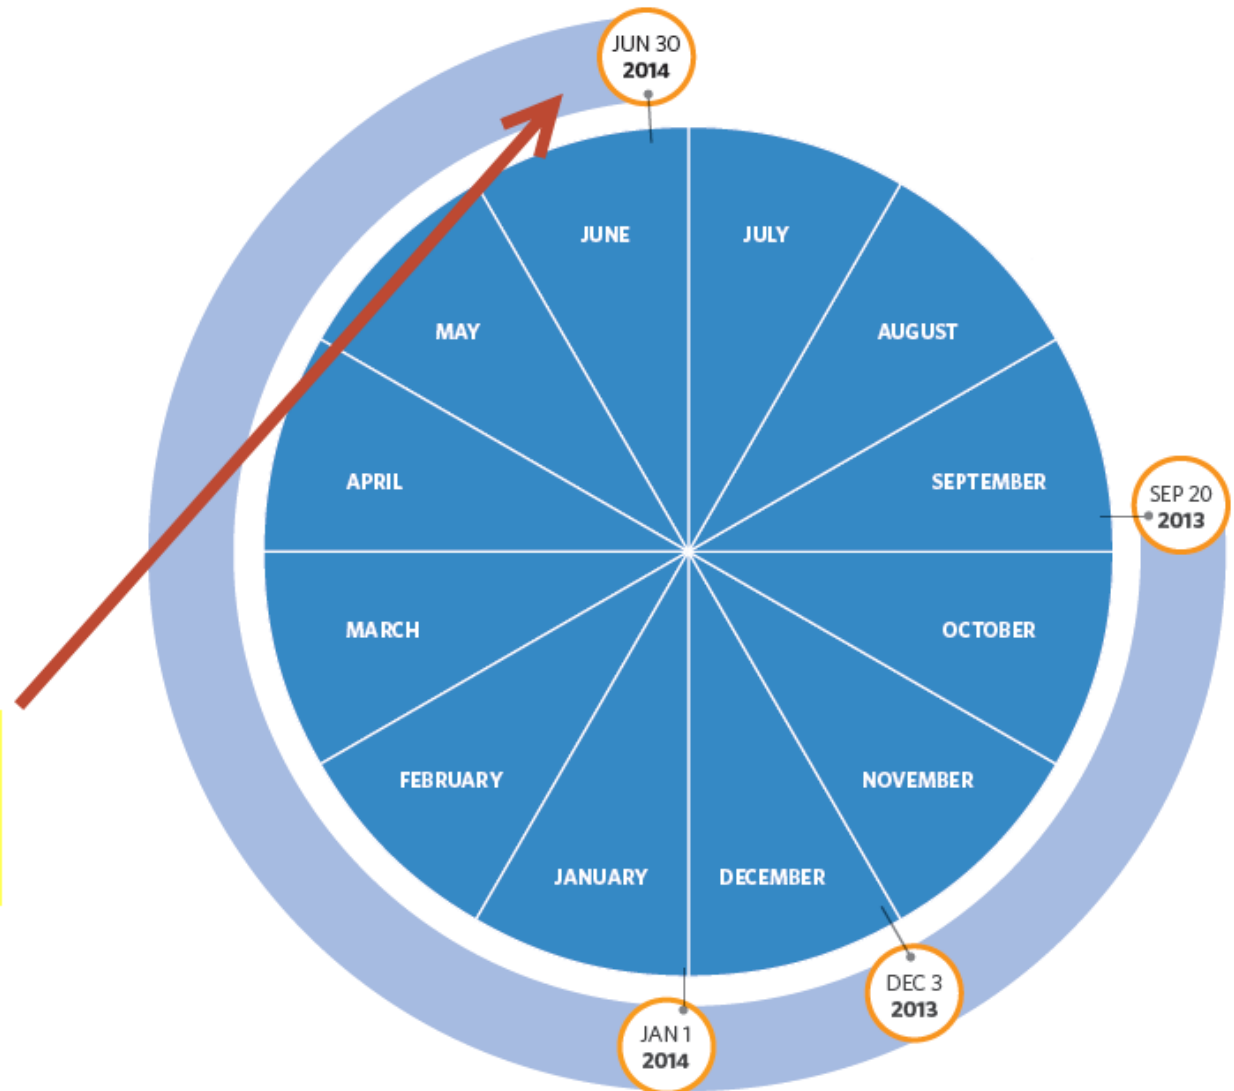 JUN 30
2014
JUNE
JULY
MAY
AUGUST
APRIL
SEPTEMBER
SEP 20
2013
MARCH
OCTOBER
FEBRUARY
NOVEMBER
JANUARY
DECEMBER
DEC 3
2013
JAN 1
2014